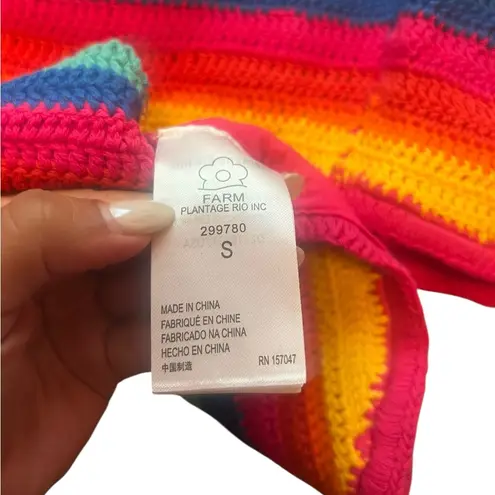 FARM
PLANTAGE RIO INC
299780
S
MADE IN CHINA
FABRIQUÉ EN CHINE
FABRICADO NA CHINA
HECHO EN CHINA
中国制造
RN 157047